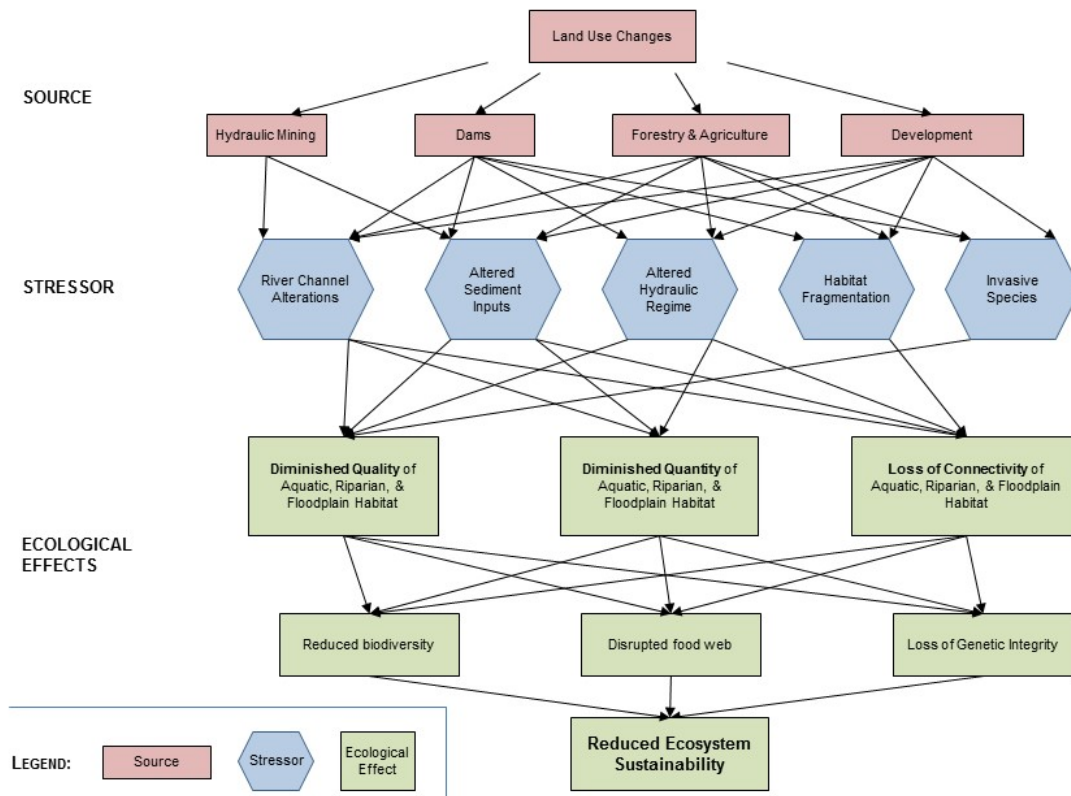 Land Use Changes
SOURCE
Hydraulic Mining
Dams
Forestry & Agriculture
Development
STRESSOR
River Channel
Alterations
Altered
Sediment
Inputs
Altered
Hydraulic
Regime
Habitat
Fragmentation
Invasive
Species
Diminished Quality of
Aquatic, Riparian, &
Floodplain Habitat
Diminished Quantity of
Aquatic, Riparian, &
Floodplain Habitat
Loss of Connectivity of
Aquatic, Riparian, & Floodplain
Habitat
ECOLOGICAL
EFFECTS
Reduced biodiversity
Disrupted food web
Loss of Genetic Integrity
Reduced Ecosystem
Sustainability
LEGEND:
Source
Stressor
Ecological
Effect